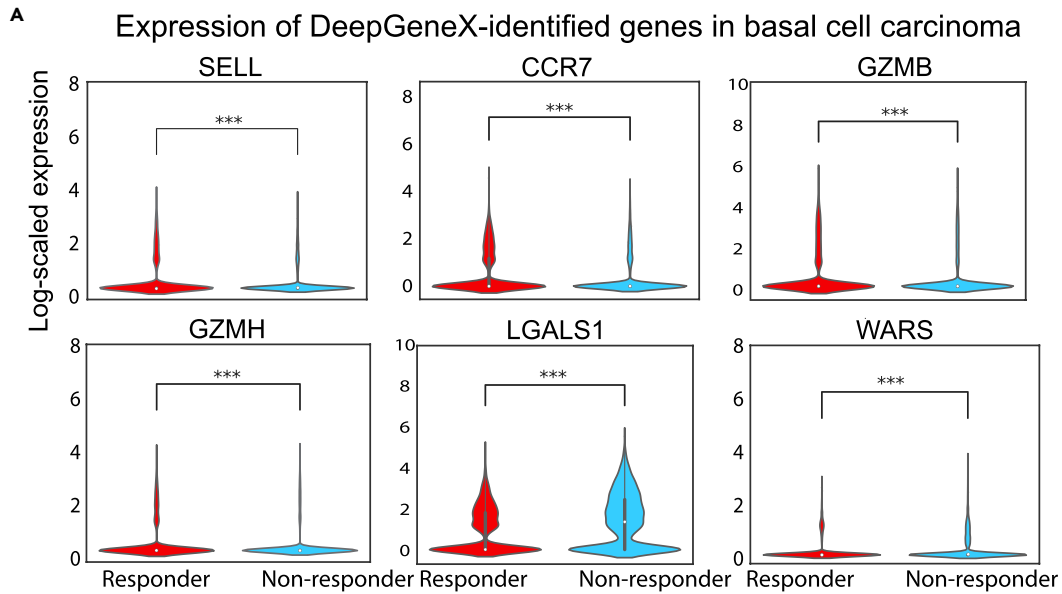 A
Expression of DeepGeneX-identified genes in basal cell carcinoma
Log-scaled expression
SELL
8
6
4
2
0
***
CCR7
8
6
4
2
0
***
GZMB
10
8
6
4
2
0
***
GZMH
8
6
4
2
0
***
Responder
Non-responder
LGALS1
10
8
6
4
2
0
***
Responder
Non-responder
WARS
8
6
4
2
0
***
Responder
Non-responder